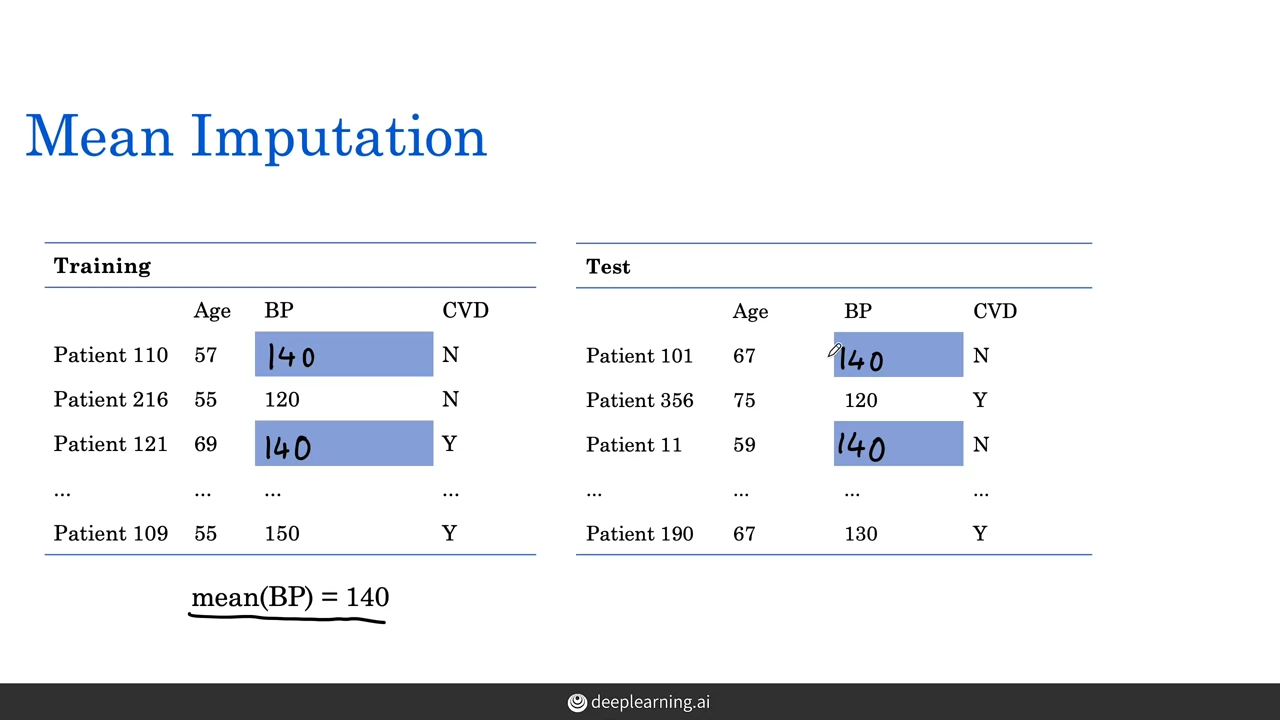 Mean Imputation
Training
Age BP CVD
Patient 110 57 140 N
Patient 216 55 120 N
Patient 121 69 140 Y
... ... ... ...
Patient 109 55 150 Y
mean(BP) = 140
Test
Age BP CVD
Patient 101 67 140 N
Patient 356 75 120 Y
Patient 11 59 140 N
... ... ... ...
Patient 190 67 130 Y
deeplearning.ai